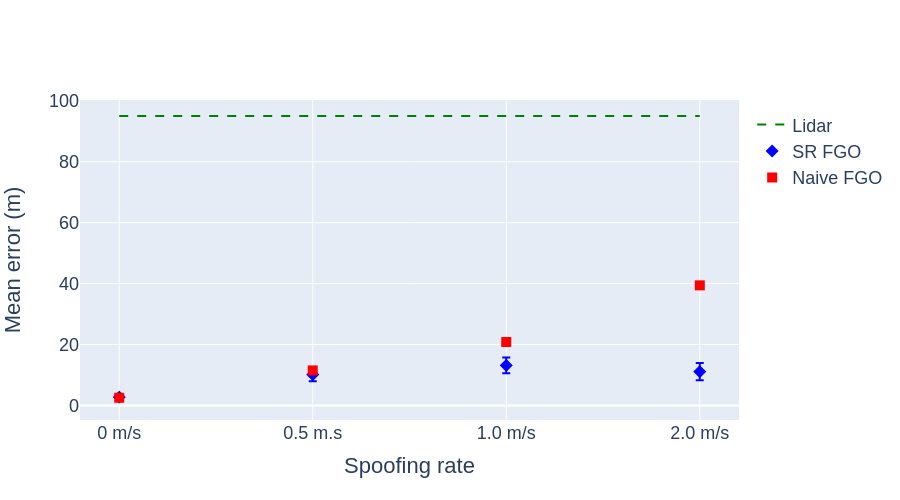 100
80
60
40
20
0
Mean error (m)
0 m/s
0.5 m.s
1.0 m/s
2.0 m/s
Spoofing rate
Lidar
SR FGO
Naive FGO